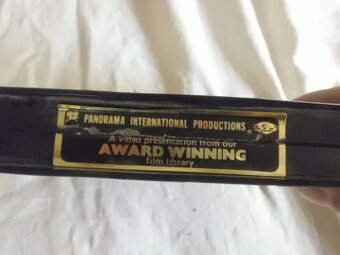 PANORAMA INTERNATIONAL PRODUCTIONS
A video presentation from our
AWARD WINNING
film library.